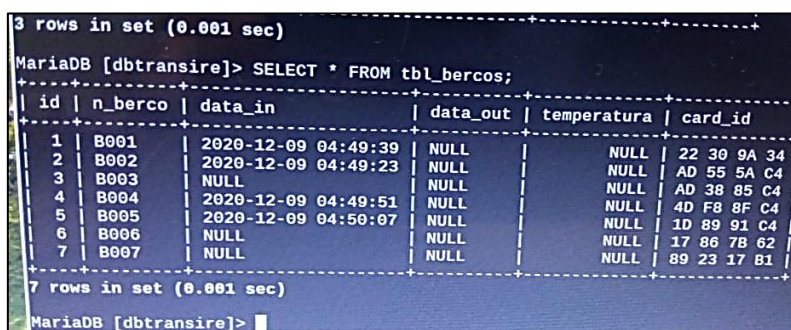 3 rows in set (0.001 sec)
MariaDB [dbtransire]> SELECT * FROM tbl_bercos;
+----+---------+---------------------+----------+-------------+-------------+
| id | n_berco | data_in | data_out | temperatura | card_id
+----+---------+---------------------+----------+-------------+-------------+
| 1 | B001 | 2020-12-09 04:49:39 | NULL | NULL | 22 30 9A 34
| 2 | B002 | 2020-12-09 04:49:23 | NULL | NULL | AD 55 5A C4
| 3 | B003 | NULL | NULL | NULL | AD 38 85 C4
| 4 | B004 | 2020-12-09 04:49:51 | NULL | NULL | 4D F8 8F C4
| 5 | B005 | 2020-12-09 04:50:07 | NULL | NULL | 1D 89 91 C4
| 6 | B006 | NULL | NULL | NULL | 17 86 7B 62
| 7 | B007 | NULL | NULL | NULL | 89 23 17 B1 |
+----+---------+---------------------+----------+-------------+-------------+
7 rows in set (0.001 sec)
MariaDB [dbtransire]>